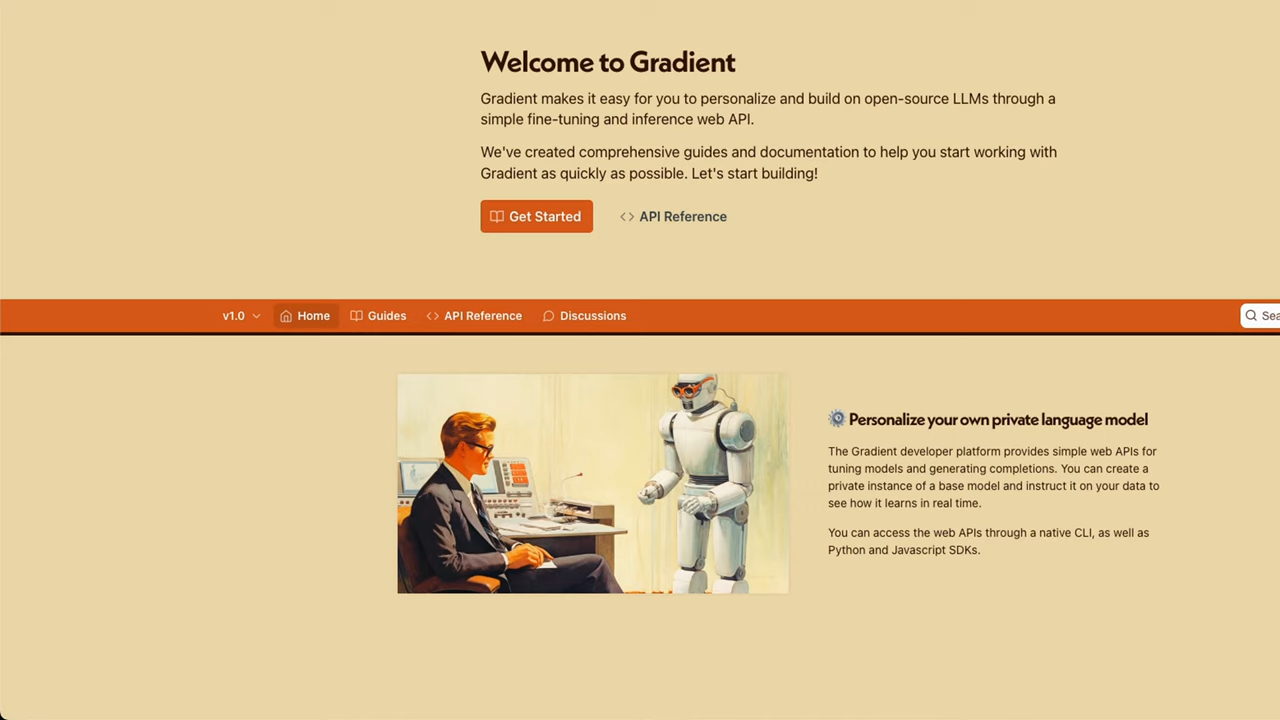 Welcome to Gradient
Gradient makes it easy for you to personalize and build on open-source LLMs through a
simple fine-tuning and inference web API.
We've created comprehensive guides and documentation to help you start working with
Gradient as quickly as possible. Let's start building!
Get Started
API Reference
v1.0
Home
Guides
API Reference
Discussions
Sea
Personalize your own private language model
The Gradient developer platform provides simple web APIs for
tuning models and generating completions. You can create a
private instance of a base model and instruct it on your data to
see how it learns in real time.
You can access the web APIs through a native CLI, as well as
Python and Javascript SDKs.